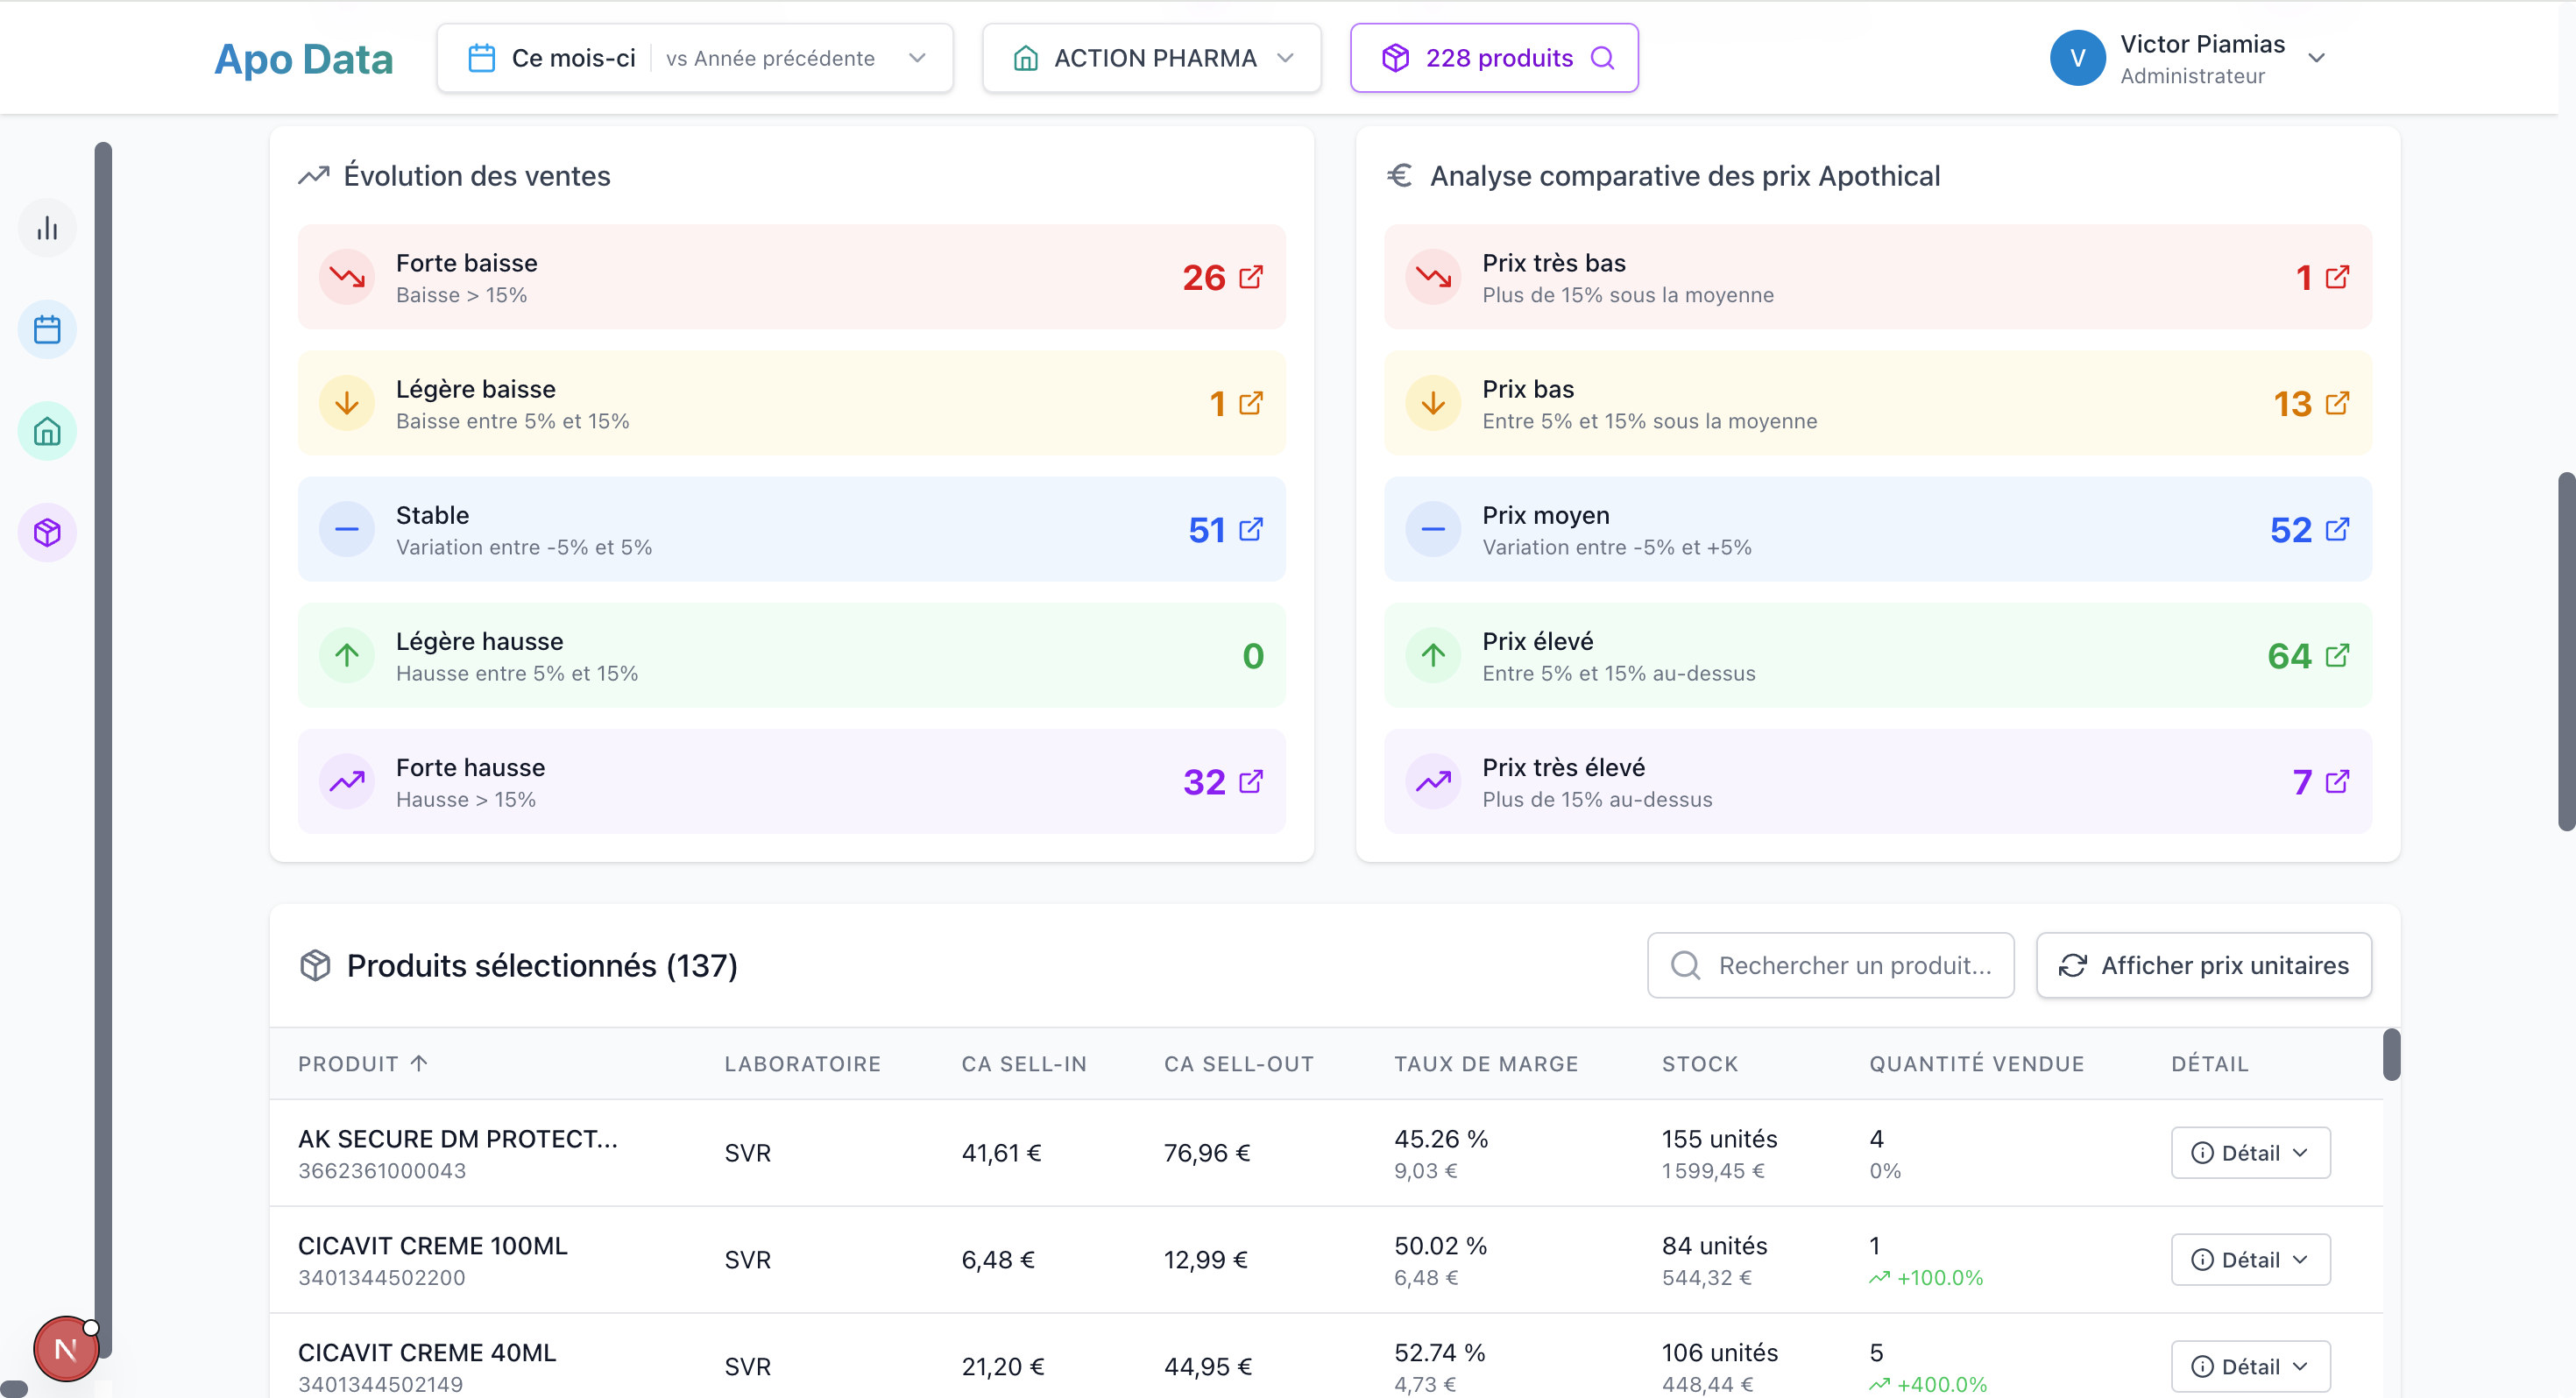 Apo Data
Ce mois-ci vs Année précédente
ACTION PHARMA
228 produits
V
Victor Piamias
Administrateur
Évolution des ventes
Forte baisse
Baisse > 15%
26
Légère baisse
Baisse entre 5% et 15%
1
Stable
Variation entre -5% et 5%
51
Légère hausse
Hausse entre 5% et 15%
0
Forte hausse
Hausse > 15%
32
Analyse comparative des prix Apothical
Prix très bas
Plus de 15% sous la moyenne
1
Prix bas
Entre 5% et 15% sous la moyenne
13
Prix moyen
Variation entre -5% et +5%
52
Prix élevé
Entre 5% et 15% au-dessus
64
Prix très élevé
Plus de 15% au-dessus
7
Produits sélectionnés (137)
Rechercher un produit...
Afficher prix unitaires
PRODUIT LABORATOIRE CA SELL-IN CA SELL-OUT TAUX DE MARGE STOCK QUANTITÉ VENDUE DÉTAIL
AK SECURE DM PROTECT... SVR 41,61 € 76,96 € 45.26 % 155 unités 4 Détail
3662361000043 9,03 € 1 599,45 € 0%
CICAVIT CREME 100ML SVR 6,48 € 12,99 € 50.02 % 84 unités 1 Détail
3401344502200 6,48 € 544,32 € +100.0%
CICAVIT CREME 40ML SVR 21,20 € 44,95 € 52.74 % 106 unités 5 Détail
3401344502149 4,73 € 448,44 € +400.0%
N